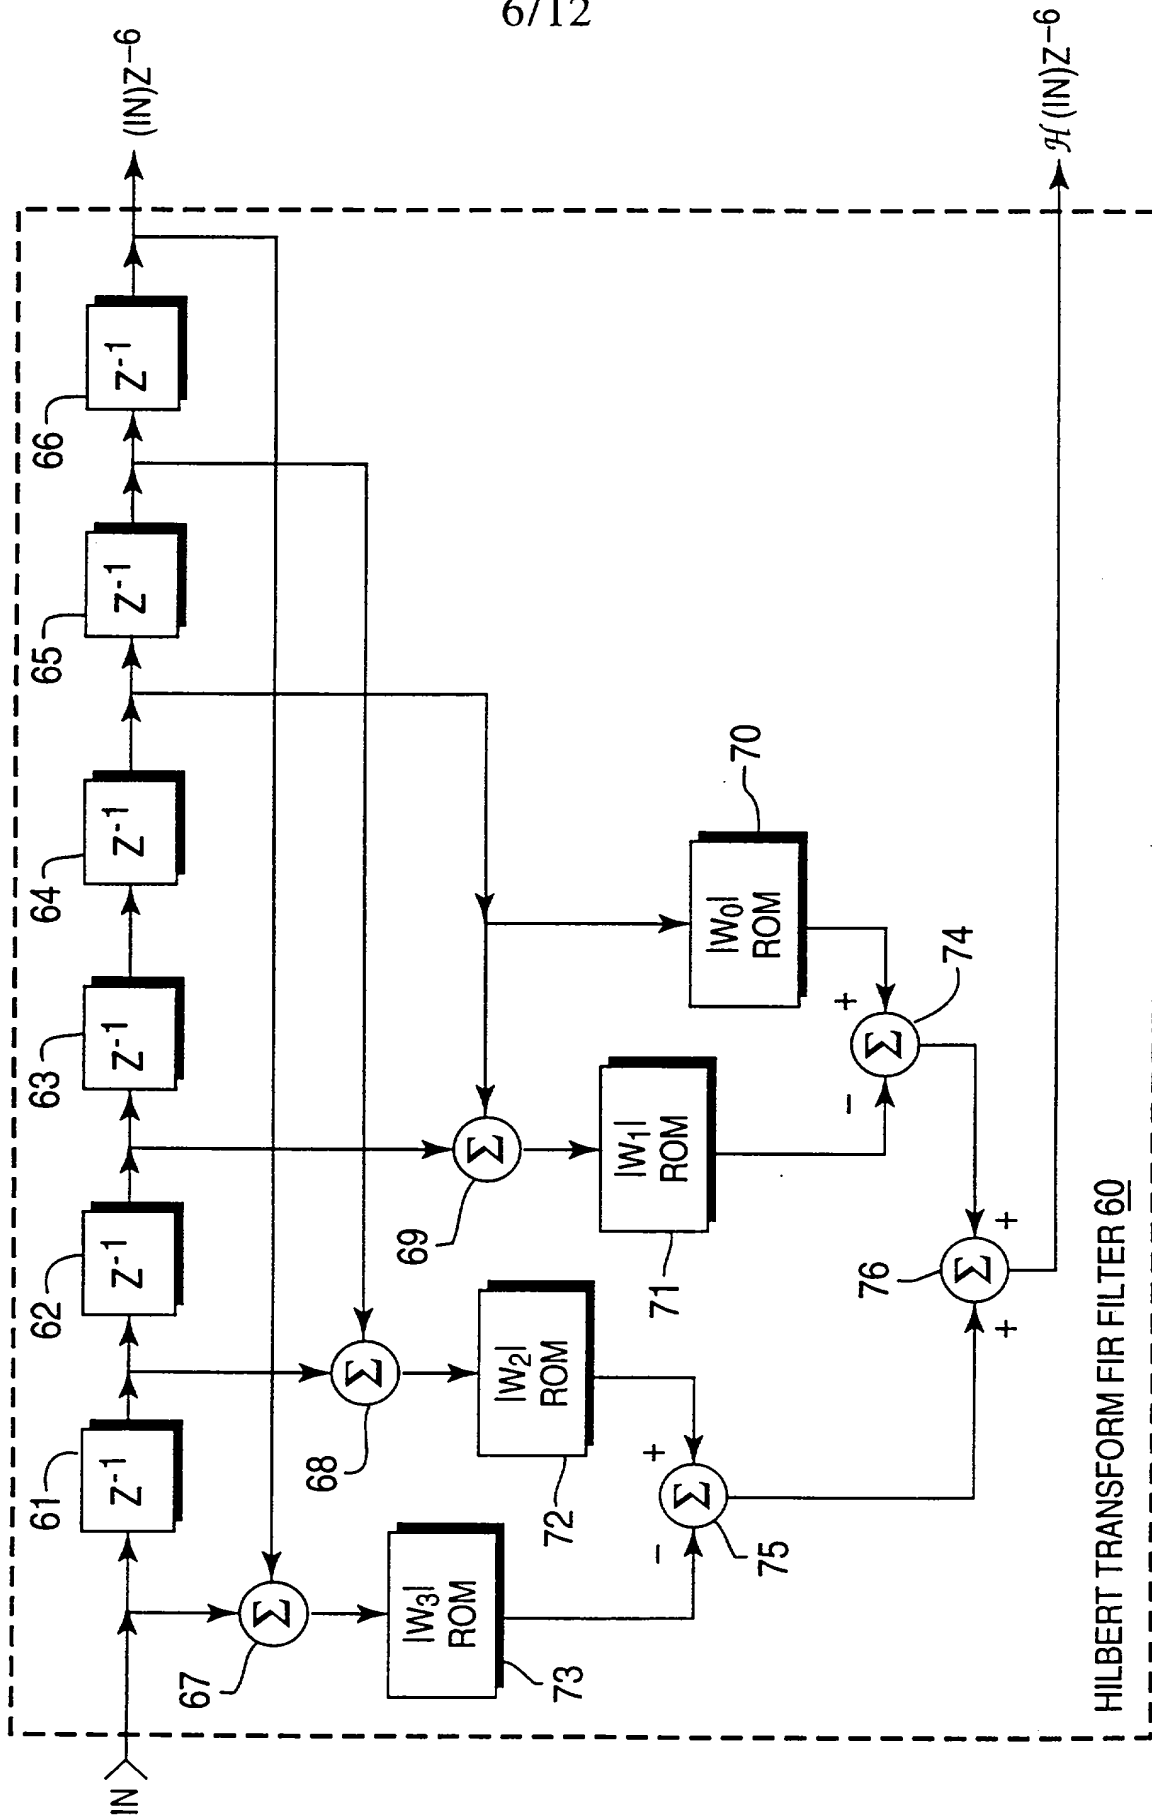 6/12
IN
61
Z⁻¹
62
Z⁻¹
63
Z⁻¹
64
Z⁻¹
65
Z⁻¹
66
Z⁻¹
(IN)Z⁻⁶
67
Σ
68
Σ
69
Σ
|W₃|
ROM
73
|W₂|
ROM
72
|W₁|
ROM
71
|W₀|
ROM
70
−
+
Σ
75
−
+
Σ
74
+
+
Σ
76
ℋ(IN)Z⁻⁶
HILBERT TRANSFORM FIR FILTER 60